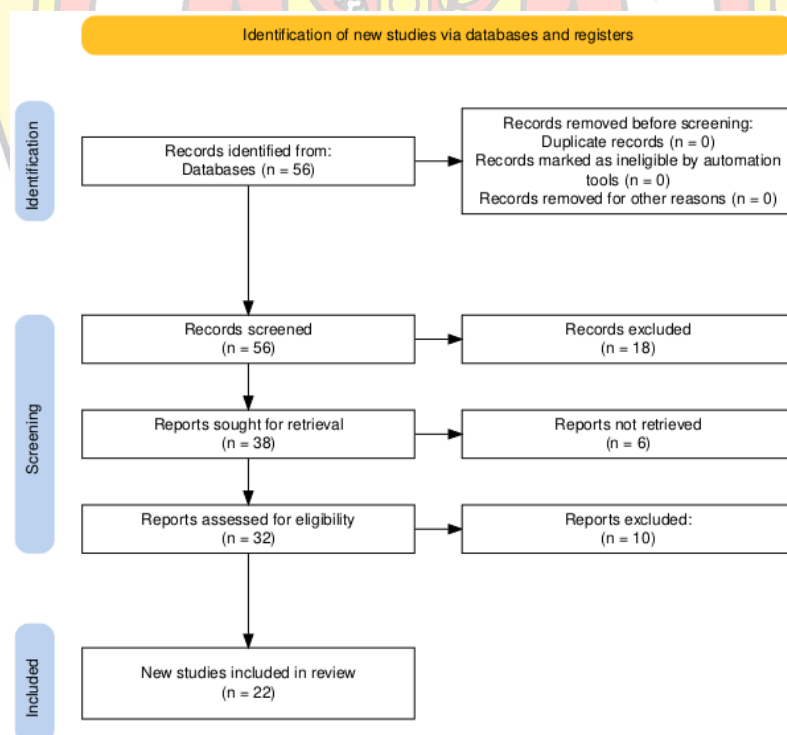 Identification of new studies via databases and registers
Identification
Records identified from:
Databases (n = 56)
Records removed before screening:
Duplicate records (n = 0)
Records marked as ineligible by automation
tools (n = 0)
Records removed for other reasons (n = 0)
Screening
Records screened
(n = 56)
Records excluded
(n = 18)
Reports sought for retrieval
(n = 38)
Reports not retrieved
(n = 6)
Reports assessed for eligibility
(n = 32)
Reports excluded:
(n = 10)
Included
New studies included in review
(n = 22)